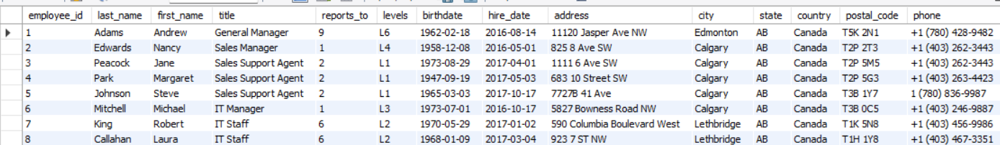 employee_id last_name first_name title reports_to levels birthdate hire_date address city state country postal_code phone
1 Adams Andrew General Manager 9 L6 1962-02-18 2016-08-14 11120 Jasper Ave NW Edmonton AB Canada T5K 2N1 +1 (780) 428-9482
2 Edwards Nancy Sales Manager 1 L4 1958-12-08 2016-05-01 825 8 Ave SW Calgary AB Canada T2P 2T3 +1 (403) 262-3443
3 Peacock Jane Sales Support Agent 2 L1 1973-08-29 2017-04-01 1111 6 Ave SW Calgary AB Canada T2P 5M5 +1 (403) 262-3443
4 Park Margaret Sales Support Agent 2 L1 1947-09-19 2017-05-03 683 10 Street SW Calgary AB Canada T2P 5G3 +1 (403) 263-4423
5 Johnson Steve Sales Support Agent 2 L1 1965-03-03 2017-10-17 7727B 41 Ave Calgary AB Canada T3B 1Y7 1 (780) 836-9987
6 Mitchell Michael IT Manager 1 L3 1973-07-01 2016-10-17 5827 Bowness Road NW Calgary AB Canada T3B 0C5 +1 (403) 246-9887
7 King Robert IT Staff 6 L2 1970-05-29 2017-01-02 590 Columbia Boulevard West Lethbridge AB Canada T1K 5N8 +1 (403) 456-9986
8 Callahan Laura IT Staff 6 L2 1968-01-09 2017-03-04 923 7 ST NW Lethbridge AB Canada T1H 1Y8 +1 (403) 467-3351